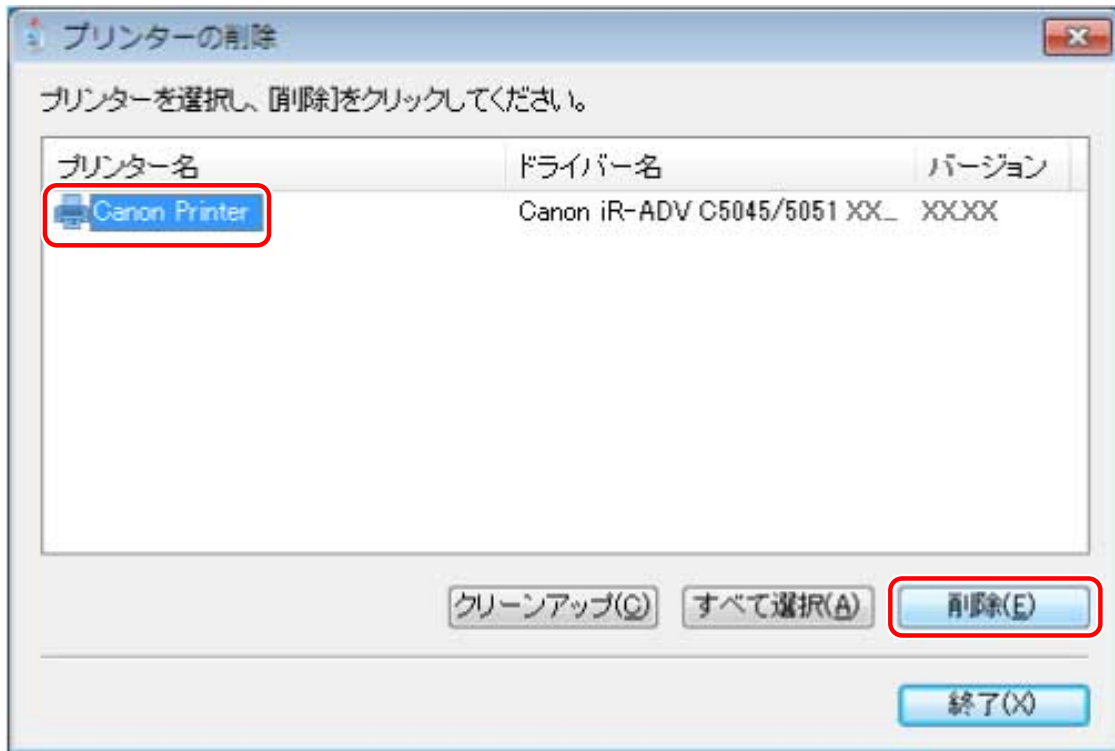 プリンターの削除
プリンターを選択し、[削除]をクリックしてください。
プリンター名 ドライバー名 バージョン
Canon Printer Canon iR-ADV C5045/5051 XX... XX.XX
クリーンアップ(C) すべて選択(A) 削除(E)
終了(X)